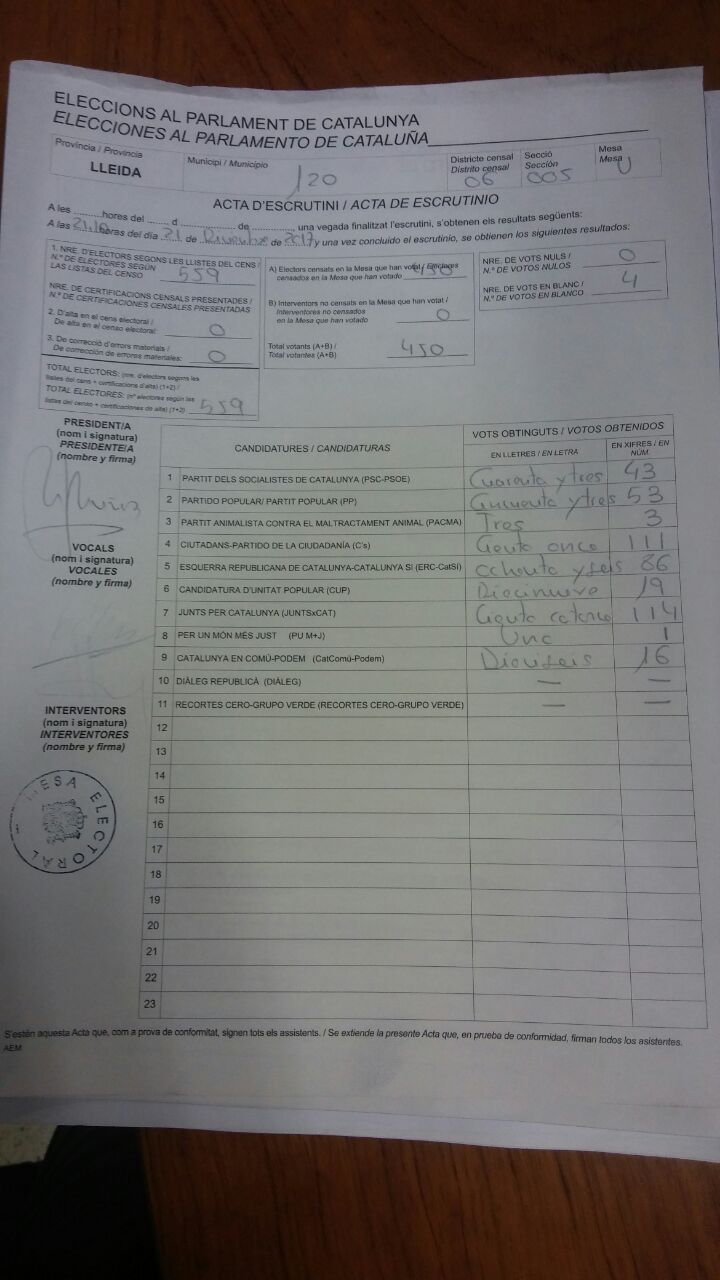 ELECCIONS AL PARLAMENT DE CATALUNYA
ELECCIONES AL PARLAMENTO DE CATALUÑA
Província / Provincia
LLEIDA
Municipi / Municipio
120
Districte censal
Distrito censal
06
Secció
Sección
005
Mesa
Mesa
U
ACTA D'ESCRUTINI / ACTA DE ESCRUTINIO
A les ..........hores del ........ d .................... de ..............., una vegada finalitzat l'escrutini, s'obtenen els resultats següents:
A las 21,10 horas del día 21 de Diciembre de 2017 y una vez concluido el escrutinio, se obtienen los siguientes resultados:
1. NRE. D'ELECTORS SEGONS LES LLISTES DEL CENS /
N.º DE ELECTORES SEGÚN
LAS LISTAS DEL CENSO 559
NRE. DE CERTIFICACIONS CENSALS PRESENTADES /
N.º DE CERTIFICACIONES CENSALES PRESENTADAS
2. D'alta en el cens electoral /
De alta en el censo electoral: 0
3. De correcció d'errors materials /
De corrección de errores materiales: 0
TOTAL ELECTORS: (nre. d'electors segons les
llistes del cens + certificacions d'alta) (1+2) /
TOTAL ELECTORES: (nº electores según las
listas del censo + certificaciones de alta) (1+2) 559
A) Electors censats en la Mesa que han votat / Electores
censados en la Mesa que han votado 450
B) Interventors no censats en la Mesa que han votat /
Interventores no censados
en la Mesa que han votado 0
Total votants (A+B) /
Total votantes (A+B) 450
NRE. DE VOTS NULS /
N.º DE VOTOS NULOS 0
NRE. DE VOTS EN BLANC /
N.º DE VOTOS EN BLANCO 4
PRESIDENT/A
(nom i signatura)
PRESIDENTE/A
(nombre y firma)
VOCALS
(nom i signatura)
VOCALES
(nombre y firma)
INTERVENTORS
(nom i signatura)
INTERVENTORES
(nombre y firma)
MESA ELECTORAL
CANDIDATURES / CANDIDATURAS
VOTS OBTINGUTS / VOTOS OBTENIDOS
EN LLETRES / EN LETRA
EN XIFRES / EN NÚM.
1 PARTIT DELS SOCIALISTES DE CATALUNYA (PSC-PSOE) Cuarenta y tres 43
2 PARTIDO POPULAR/ PARTIT POPULAR (PP) Cincuenta y tres 53
3 PARTIT ANIMALISTA CONTRA EL MALTRACTAMENT ANIMAL (PACMA) Tres 3
4 CIUTADANS-PARTIDO DE LA CIUDADANÍA (C's) Ciento once 111
5 ESQUERRA REPUBLICANA DE CATALUNYA-CATALUNYA SÍ (ERC-CatSí) ochenta y seis 86
6 CANDIDATURA D'UNITAT POPULAR (CUP) Diecinueve 19
7 JUNTS PER CATALUNYA (JUNTSxCAT) Ciento catorce 114
8 PER UN MÓN MÉS JUST (PU M+J) Uno 1
9 CATALUNYA EN COMÚ-PODEM (CatComú-Podem) Dieciseis 16
10 DIÀLEG REPUBLICÀ (DIÀLEG) — —
11 RECORTES CERO-GRUPO VERDE (RECORTES CERO-GRUPO VERDE) — —
12
13
14
15
16
17
18
19
20
21
22
23
S'estén aquesta Acta que, com a prova de conformitat, signen tots els assistents. / Se extiende la presente Acta que, en prueba de conformidad, firman todos los asistentes.
AEM